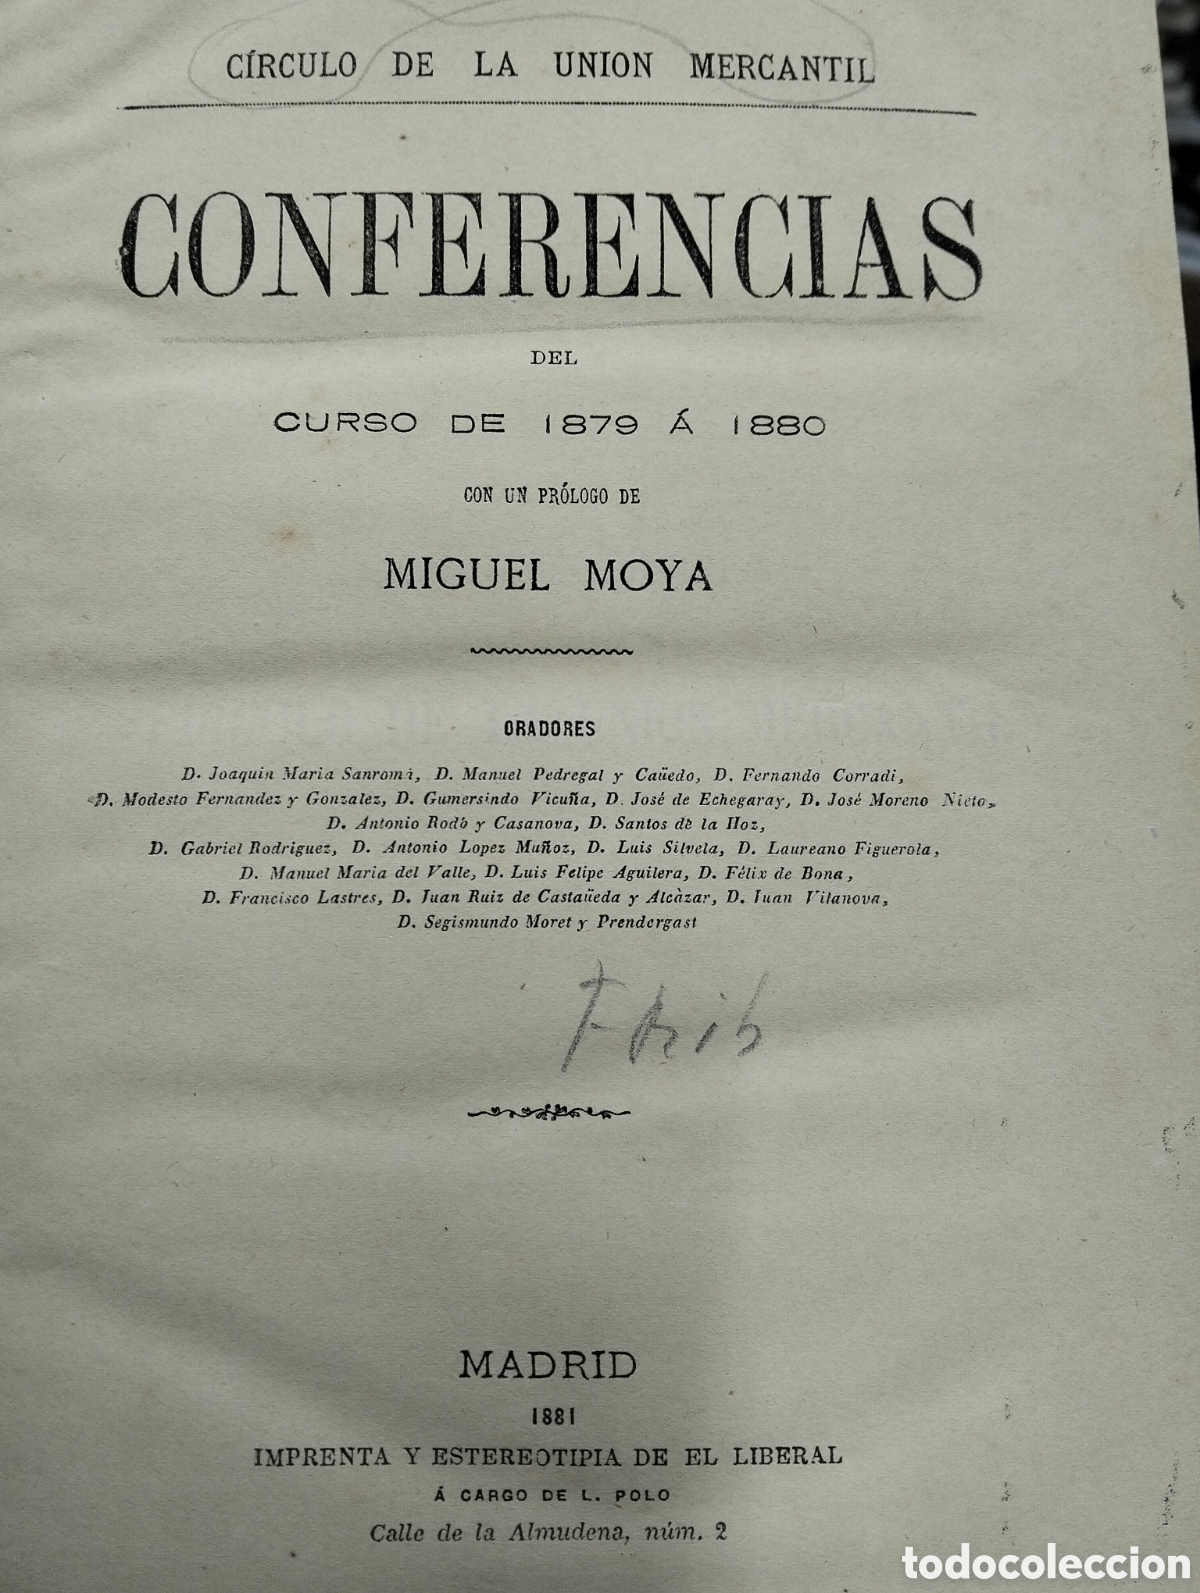 CÍRCULO DE LA UNION MERCANTIL
CONFERENCIAS
DEL
CURSO DE 1879 Á 1880
CON UN PRÓLOGO DE
MIGUEL MOYA
ORADORES
D. Joaquin Maria Sanromà, D. Manuel Pedregal y Cañedo, D. Fernando Corradi,
D. Modesto Fernandez y Gonzalez, D. Gumersindo Vicuña, D. José de Echegaray, D. José Moreno Nieto,
D. Antonio Rodó y Casanova, D. Santos de la Hoz,
D. Gabriel Rodriguez, D. Antonio Lopez Muñoz, D. Luis Silvela, D. Laureano Figuerola,
D. Manuel Maria del Valle, D. Luis Felipe Aguilera, D. Félix de Bona,
D. Francisco Lastres, D. Juan Ruiz de Castañeda y Alcàzar, D. Juan Vilanova,
D. Segismundo Moret y Prendergast
MADRID
1881
IMPRENTA Y ESTEREOTIPIA DE EL LIBERAL
Á CARGO DE L. POLO
Calle de la Almudena, núm. 2
todocoleccion